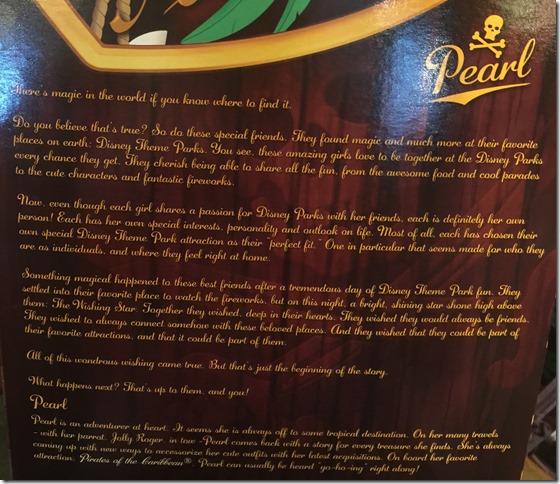 Pearl
There's magic in the world if you know where to find it.
Do you believe that's true? So do these special friends. They found magic and much more at their favorite
places on earth: Disney Theme Parks. You see, these amazing girls love to be together at the Disney Parks
every chance they get. They cherish being able to share all the fun, from the awesome food and cool parades
to the cute characters and fantastic fireworks.
Now, even though each girl shares a passion for Disney Parks with her friends, each is definitely her own
person! Each has her own special interests, personality and outlook on life. Most of all, each has chosen their
own special Disney Theme Park attraction as their "perfect fit." One in particular that seems made for who they
are as individuals, and where they feel right at home.
Something magical happened to these best friends after a tremendous day of Disney Theme Park fun. They
settled into their favorite place to watch the fireworks, but on this night, a bright, shining star shone high above
them: The Wishing Star. Together they wished, deep in their hearts. They wished they would always be friends.
They wished to always connect somehow with these beloved places. And they wished that they could be part of
their favorite attractions, and that it could be part of them.
All of this wondrous wishing came true. But that's just the beginning of the story.
What happens next? That's up to them, and you!
Pearl
Pearl is an adventurer at heart. It seems she is always off to some tropical destination. On her many travels
- with her parrot, Jolly Roger, in tow -Pearl comes back with a story for every treasure she finds. She's always
coming up with new ways to accessorize her cute outfits with her latest acquisitions. On board her favorite
attraction, Pirates of the Caribbean®, Pearl can usually be heard "yo-ho-ing" right along!